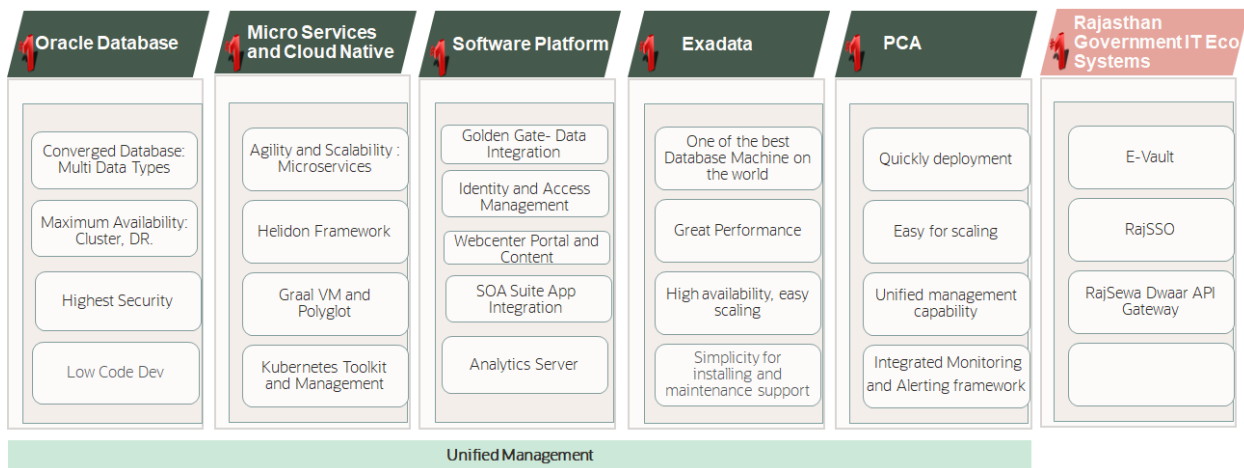 Oracle Database
Converged Database:
Multi Data Types
Maximum Availability:
Cluster, DR.
Highest Security
Low Code Dev
Micro Services
and Cloud Native
Agility and Scalability :
Microservices
Helidon Framework
Graal VM and
Polyglot
Kubernetes Toolkit
and Management
Software Platform
Golden Gate- Data
Integration
Identity and Access
Management
Webcenter Portal and
Content
SOA Suite App
Integration
Analytics Server
Exadata
One of the best
Database Machine on
the world
Great Performance
High availability, easy
scaling
Simplicity for
installing and
maintenance support
PCA
Quickly deployment
Easy for scaling
Unified management
capability
Integrated Monitoring
and Alerting framework
Rajasthan
Government IT Eco
Systems
E-Vault
RajSSO
RajSewa Dwaar API
Gateway
Unified Management